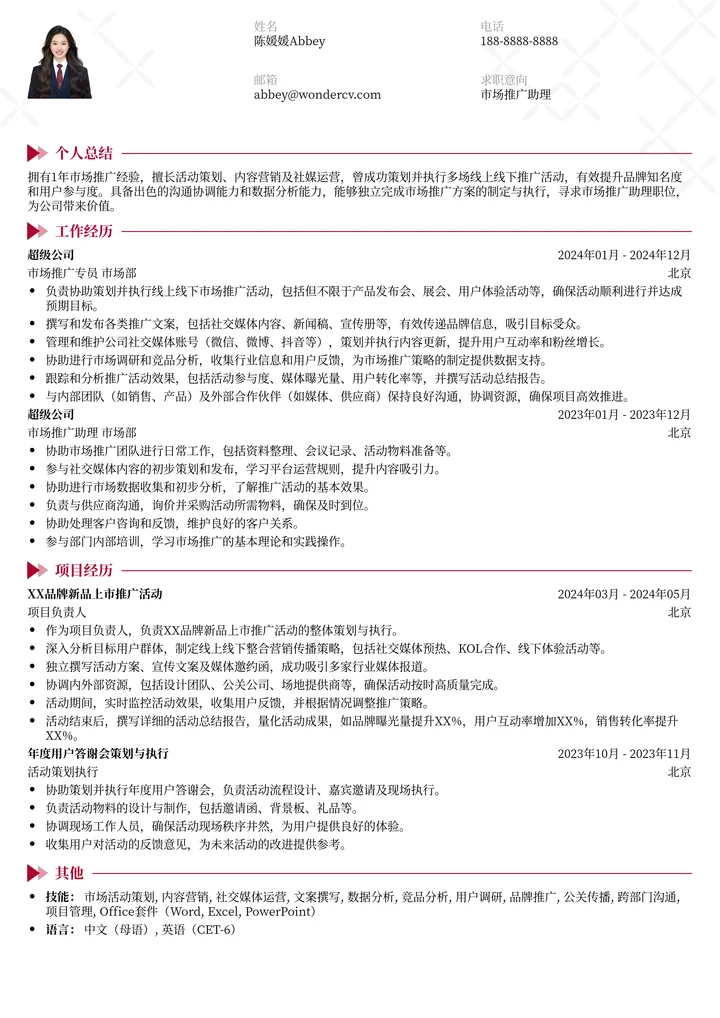 姓名
陈媛媛Abbey
电话
188-8888-8888
邮箱
abbey@wondercv.com
求职意向
市场推广助理
个人总结
拥有1年市场推广经验，擅长活动策划、内容营销及社媒运营，曾成功策划并执行多场线上线下推广活动，有效提升品牌知名度
和用户参与度。具备出色的沟通协调能力和数据分析能力，能够独立完成市场推广方案的制定与执行，寻求市场推广助理职位，
为公司带来价值。
工作经历
超级公司 2024年01月 - 2024年12月
市场推广专员 市场部 北京
• 负责协助策划并执行线上线下市场推广活动，包括但不限于产品发布会、展会、用户体验活动等，确保活动顺利进行并达成
预期目标。
• 撰写和发布各类推广文案，包括社交媒体内容、新闻稿、宣传册等，有效传递品牌信息，吸引目标受众。
• 管理和维护公司社交媒体账号（微信、微博、抖音等），策划并执行内容更新，提升用户互动率和粉丝增长。
• 协助进行市场调研和竞品分析，收集行业信息和用户反馈，为市场推广策略的制定提供数据支持。
• 跟踪和分析推广活动效果，包括活动参与度、媒体曝光量、用户转化率等，并撰写活动总结报告。
• 与内部团队（如销售、产品）及外部合作伙伴（如媒体、供应商）保持良好沟通，协调资源，确保项目高效推进。
超级公司 2023年01月 - 2023年12月
市场推广助理 市场部 北京
• 协助市场推广团队进行日常工作，包括资料整理、会议记录、活动物料准备等。
• 参与社交媒体内容的初步策划和发布，学习平台运营规则，提升内容吸引力。
• 协助进行市场数据收集和初步分析，了解推广活动的基本效果。
• 负责与供应商沟通，询价并采购活动所需物料，确保及时到位。
• 协助处理客户咨询和反馈，维护良好的客户关系。
• 参与部门内部培训，学习市场推广的基本理论和实践操作。
项目经历
XX品牌新品上市推广活动 2024年03月 - 2024年05月
项目负责人 北京
• 作为项目负责人，负责XX品牌新品上市推广活动的整体策划与执行。
• 深入分析目标用户群体，制定线上线下整合营销传播策略，包括社交媒体预热、KOL合作、线下体验活动等。
• 独立撰写活动方案、宣传文案及媒体邀约函，成功吸引多家行业媒体报道。
• 协调内外部资源，包括设计团队、公关公司、场地提供商等，确保活动按时高质量完成。
• 活动期间，实时监控活动效果，收集用户反馈，并根据情况调整推广策略。
• 活动结束后，撰写详细的活动总结报告，量化活动成果，如品牌曝光量提升XX%，用户互动率增加XX%，销售转化率提升
XX%。
年度用户答谢会策划与执行 2023年10月 - 2023年11月
活动策划执行 北京
• 协助策划并执行年度用户答谢会，负责活动流程设计、嘉宾邀请及现场执行。
• 负责活动物料的设计与制作，包括邀请函、背景板、礼品等。
• 协调现场工作人员，确保活动现场秩序井然，为用户提供良好的体验。
• 收集用户对活动的反馈意见，为未来活动的改进提供参考。
其他
• 技能： 市场活动策划, 内容营销, 社交媒体运营, 文案撰写, 数据分析, 竞品分析, 用户调研, 品牌推广, 公关传播, 跨部门沟通,
项目管理, Office套件（Word, Excel, PowerPoint）
• 语言： 中文（母语）, 英语（CET-6）